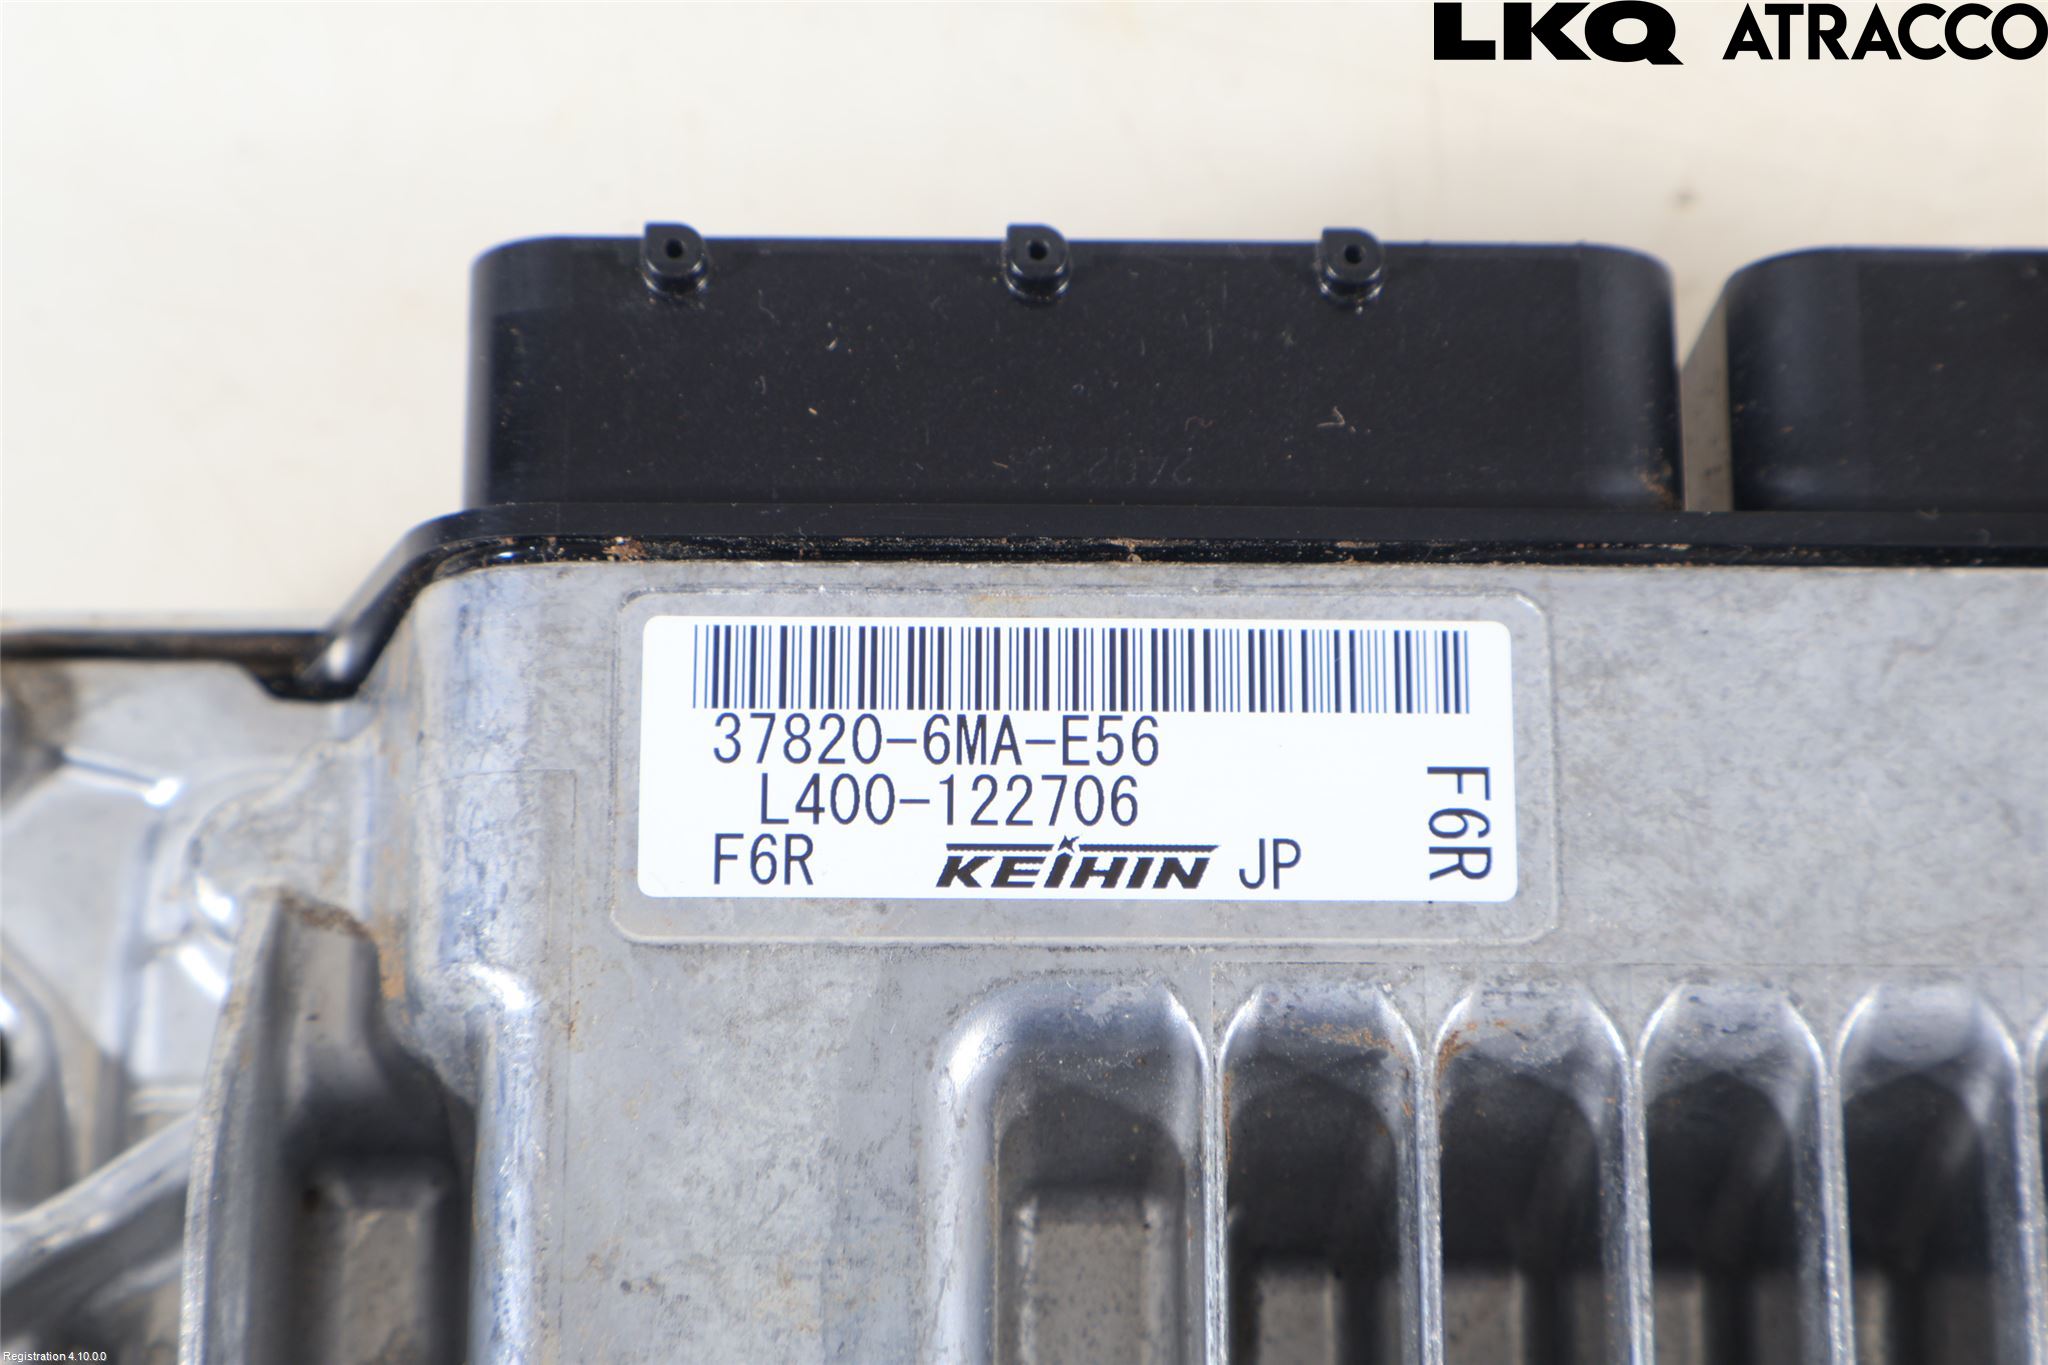 LKQ ATRACCO
37820-6MA-E56
L400-122706
F6R KEIHIN JP
F6R
Registration 4.10.0.0